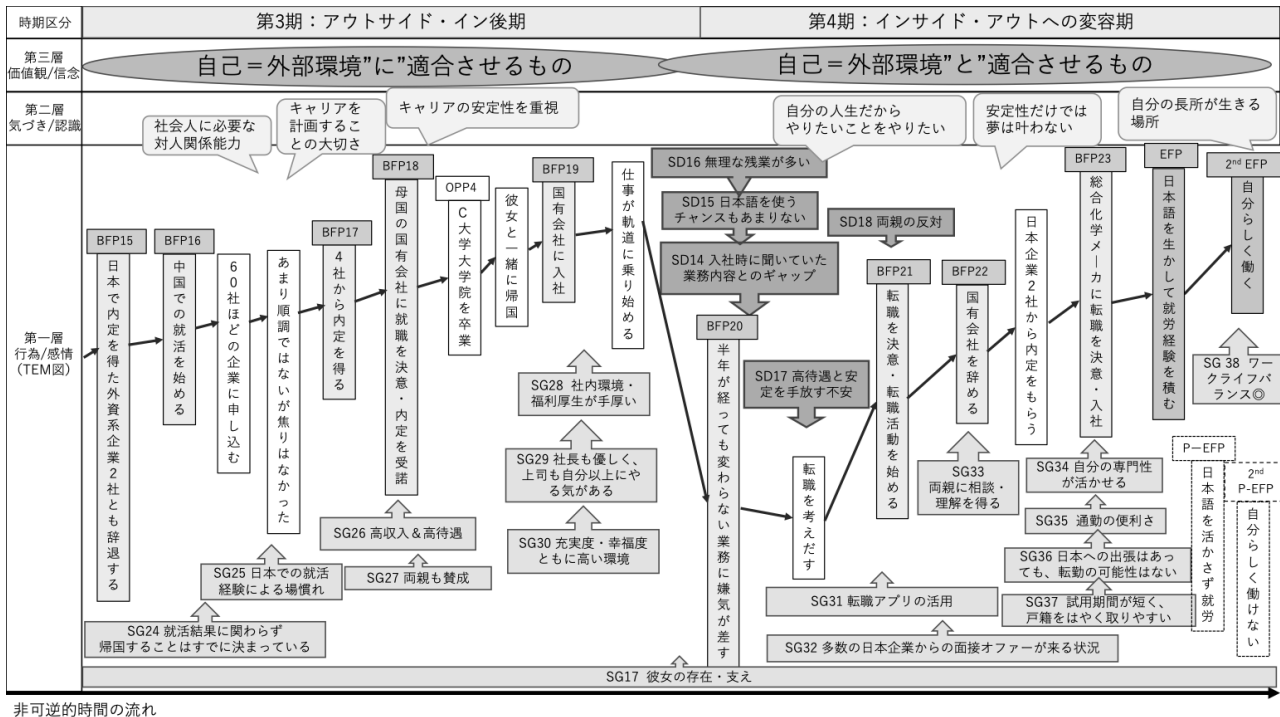 時期区分
第3期：アウトサイド・イン後期
第4期：インサイド・アウトへの変容期
第三層
価値観/信念
自己＝外部環境”に”適合させるもの
自己＝外部環境”と”適合させるもの
第二層
気づき/認識
社会人に必要な
対人関係能力
キャリアを
計画するこ
との大切さ
キャリアの安定性を重視
自分の人生だから
やりたいことをやりたい
安定性だけでは
夢は叶わない
自分の長所が生きる
場所
第一層
行為/感情
（TEM図）
BFP15
日本で内定を得た外資系企業2社とも辞退する
BFP16
中国での就活を始める
60社ほどの企業に申し込む
あまり順調ではないが焦りはなかった
BFP17
4社から内定を得る
BFP18
母国の国有会社に就職を決意・内定を受諾
OPP4
C大学大学院を卒業
彼女と一緒に帰国
BFP19
国有会社に入社
仕事が軌道に乗り始める
SD16 無理な残業が多い
SD15 日本語を使う
チャンスもあまりない
SD14 入社時に聞いていた
業務内容とのギャップ
BFP20
半年が経っても変わらない業務に嫌気が差す
SD17 高待遇と安
定を手放す不安
転職を考えだす
SD18 両親の反対
BFP21
転職を決意・転職活動を始める
BFP22
国有会社を辞める
日本企業2社から内定をもらう
BFP23
総合化学メーカに転職を決意・入社
EFP
日本語を生かして就労経験を積む
2nd EFP
自分らしく働く
SG 38 ワー
クライフバ
ランス◎
P－EFP
日本語を活かさず就労
2nd
P-EFP
自分らしく働けない
SG24 就活結果に関わらず
帰国することはすでに決まっている
SG25 日本での就活
経験による場慣れ
SG26 高収入＆高待遇
SG27 両親も賛成
SG28 社内環境・
福利厚生が手厚い
SG29 社長も優しく、
上司も自分以上にや
る気がある
SG30 充実度・幸福度
ともに高い環境
SG31 転職アプリの活用
SG32 多数の日本企業からの面接オファーが来る状況
SG33
両親に相談・
理解を得る
SG34 自分の専門性
が活かせる
SG35 通勤の便利さ
SG36 日本への出張はあっ
ても、転勤の可能性はない
SG37 試用期間が短く、
戸籍をはやく取りやすい
SG17 彼女の存在・支え
非可逆的時間の流れ